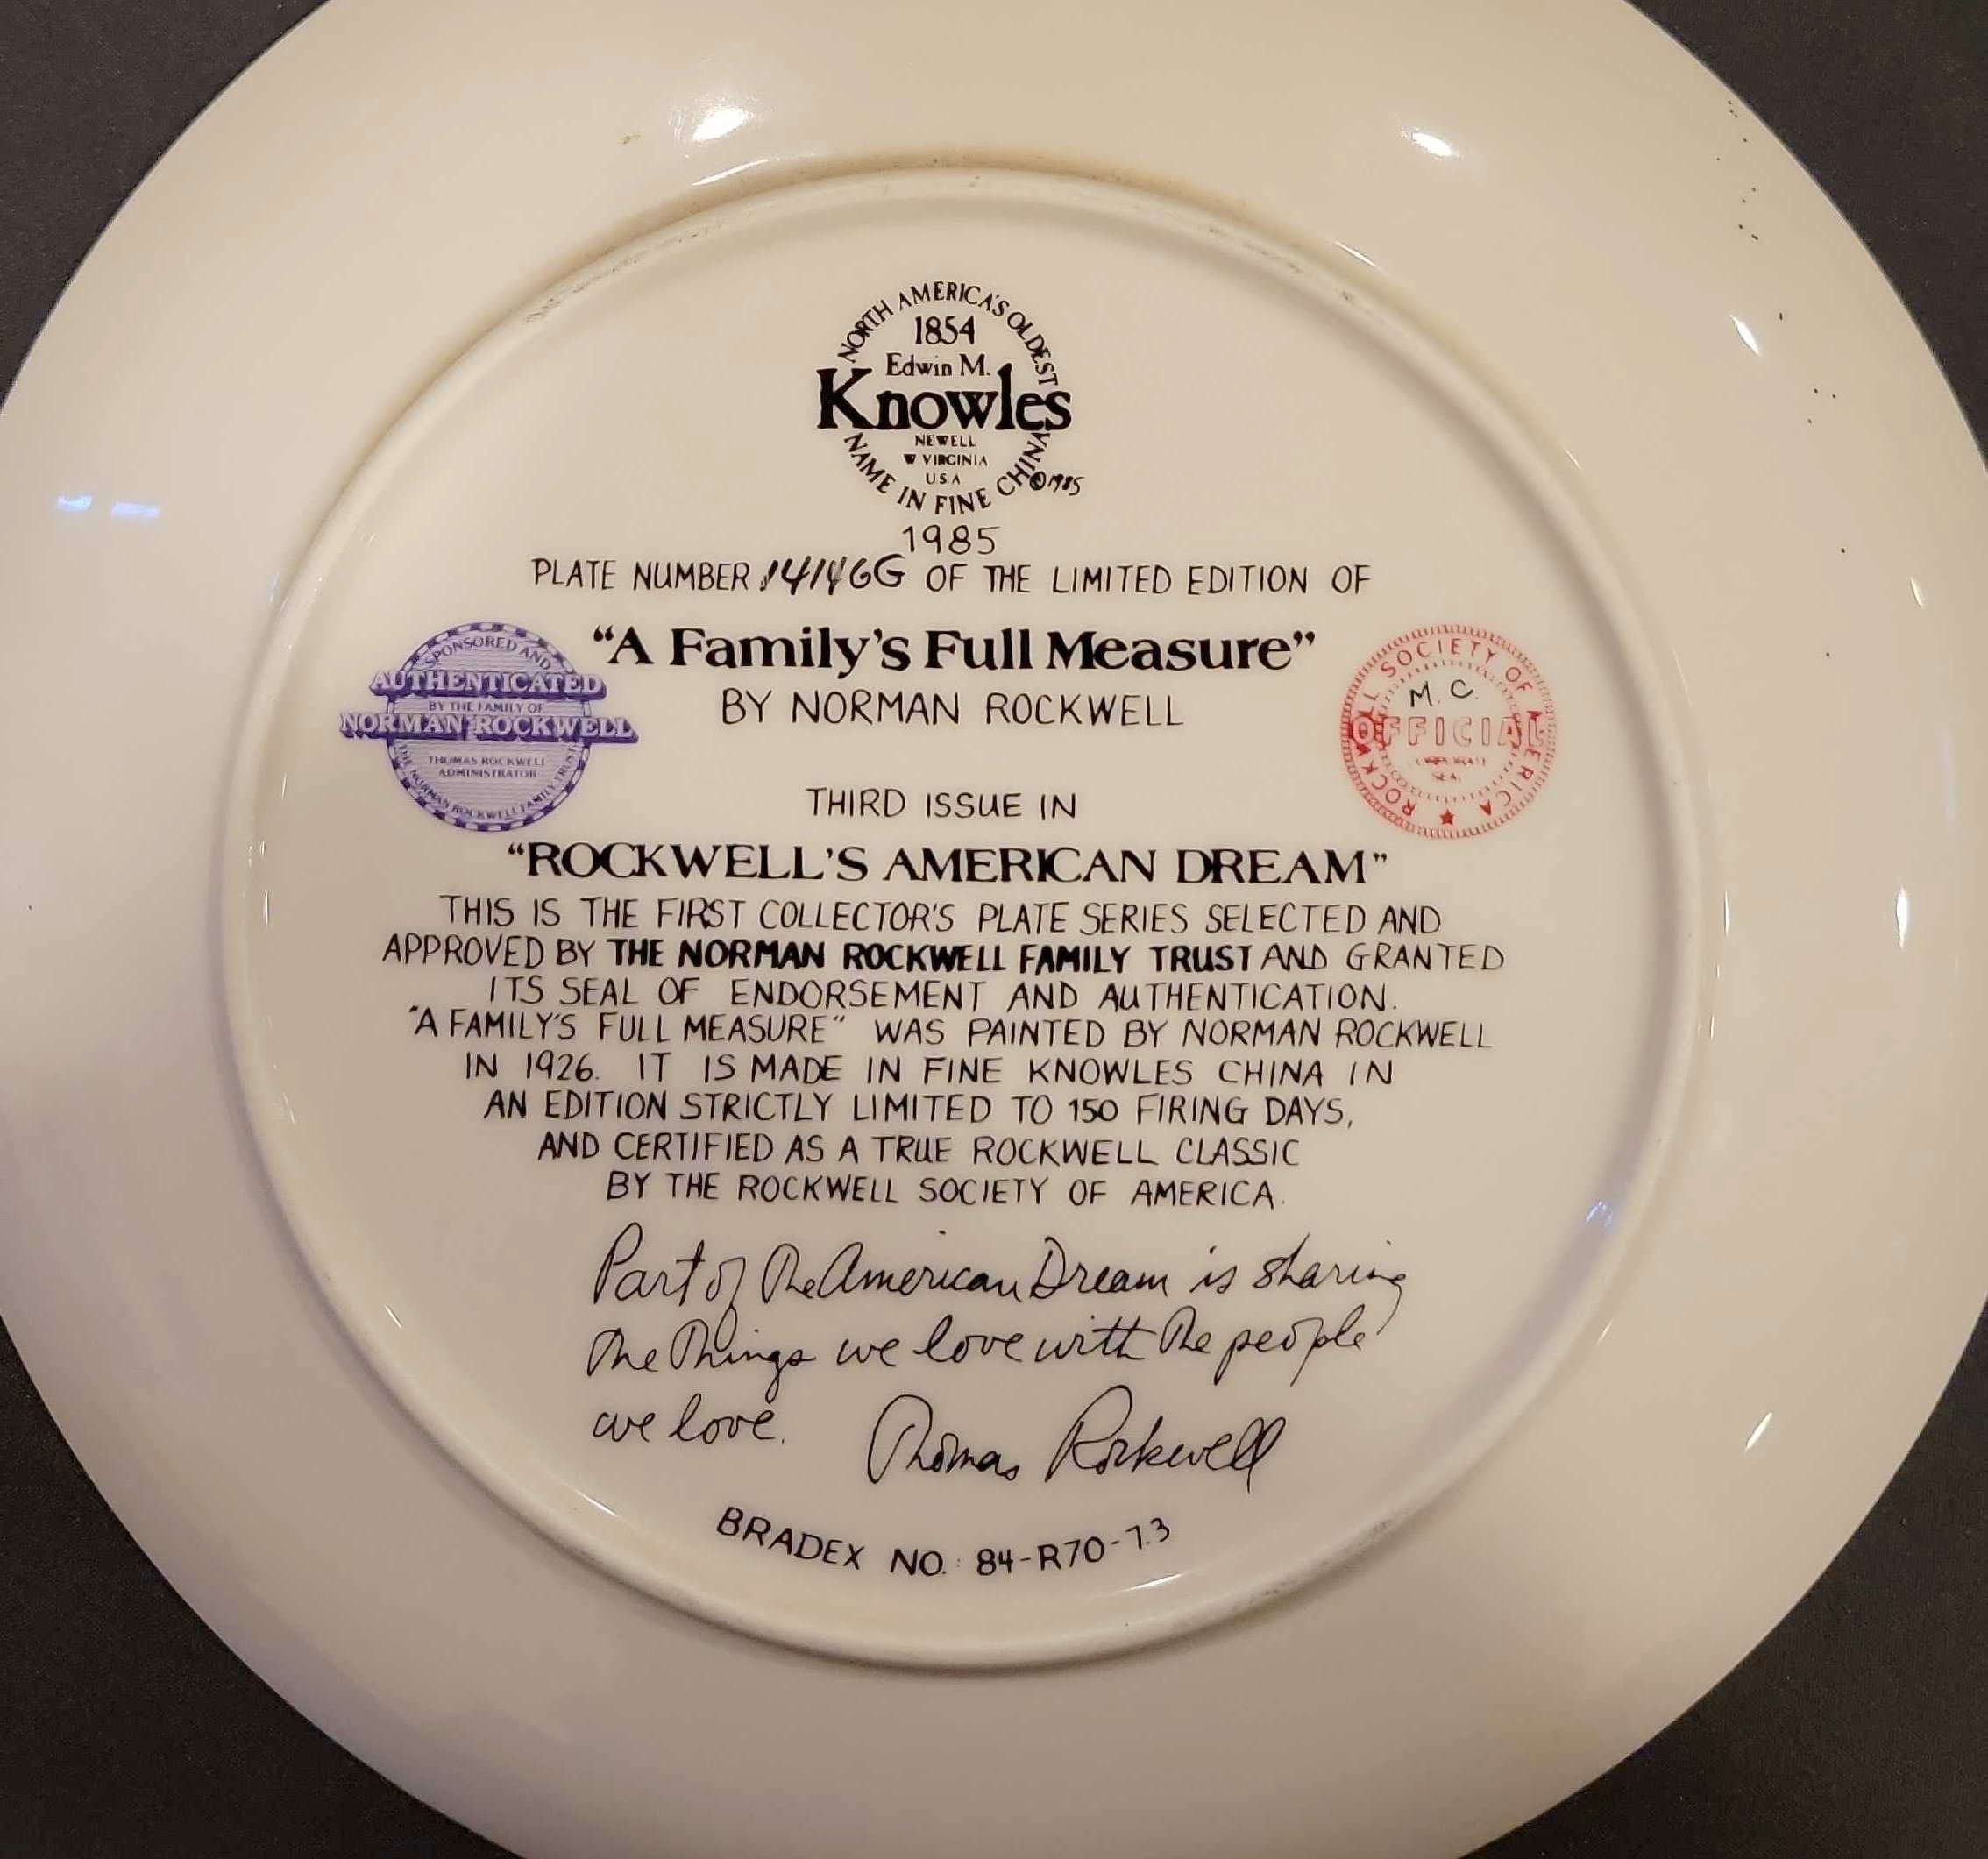 NORTH AMERICA'S OLDEST
1854
Edwin M.
Knowles
NEWELL
W VIRGINIA
USA
NAME IN FINE CHINA
©1985
1985
PLATE NUMBER 14146G OF THE LIMITED EDITION OF
"A Family's Full Measure"
BY NORMAN ROCKWELL
SPONSORED AND
AUTHENTICATED
BY THE FAMILY OF
NORMAN ROCKWELL
THOMAS ROCKWELL
ADMINISTRATOR
THE NORMAN ROCKWELL FAMILY TRUST
ROCKWELL SOCIETY OF AMERICA
M. C.
OFFICIAL
SEAL
THIRD ISSUE IN
"ROCKWELL'S AMERICAN DREAM"
THIS IS THE FIRST COLLECTOR'S PLATE SERIES SELECTED AND
APPROVED BY THE NORMAN ROCKWELL FAMILY TRUST AND GRANTED
ITS SEAL OF ENDORSEMENT AND AUTHENTICATION.
"A FAMILY'S FULL MEASURE" WAS PAINTED BY NORMAN ROCKWELL
IN 1926. IT IS MADE IN FINE KNOWLES CHINA IN
AN EDITION STRICTLY LIMITED TO 150 FIRING DAYS,
AND CERTIFIED AS A TRUE ROCKWELL CLASSIC
BY THE ROCKWELL SOCIETY OF AMERICA.
Part of The American Dream is sharing
the Things we love with The people
we love. Thomas Rockwell
BRADEX NO.: 84-R70-7.3